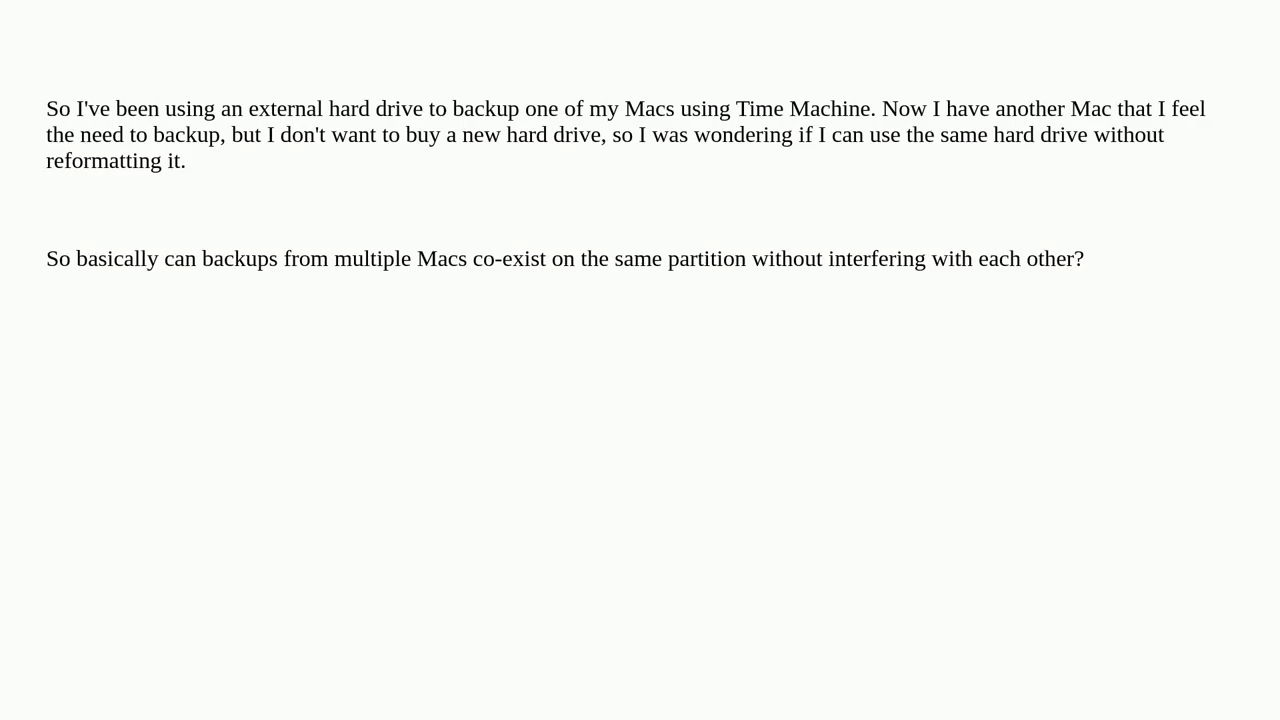 So I've been using an external hard drive to backup one of my Macs using Time Machine. Now I have another Mac that I feel
the need to backup, but I don't want to buy a new hard drive, so I was wondering if I can use the same hard drive without
reformatting it.
So basically can backups from multiple Macs co-exist on the same partition without interfering with each other?